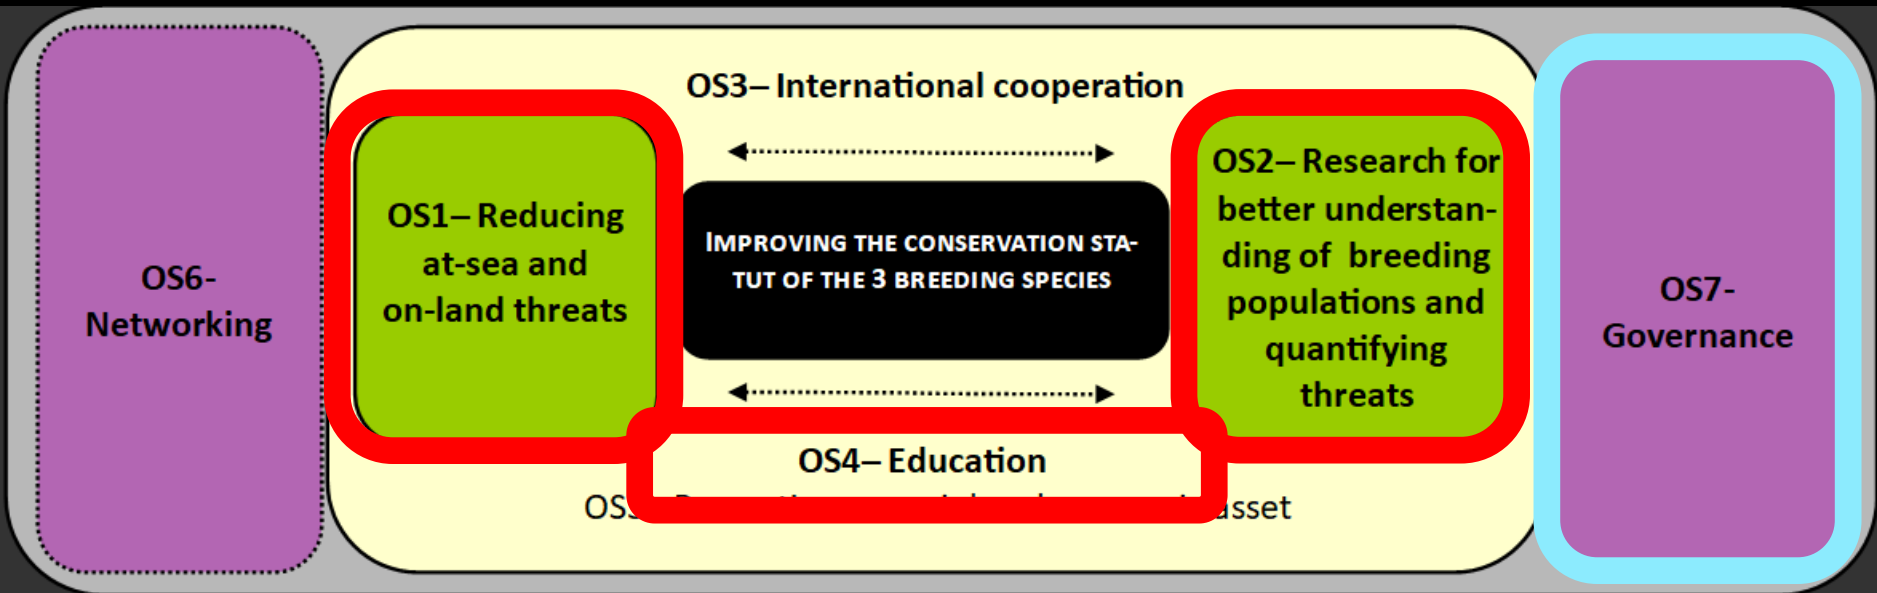 OS3– International cooperation
OS6-
Networking
OS1– Reducing
at-sea and
on-land threats
IMPROVING THE CONSERVATION STA-
TUT OF THE 3 BREEDING SPECIES
OS2– Research for
better understan-
ding of breeding
populations and
quantifying
threats
OS7-
Governance
OS4– Education
asset